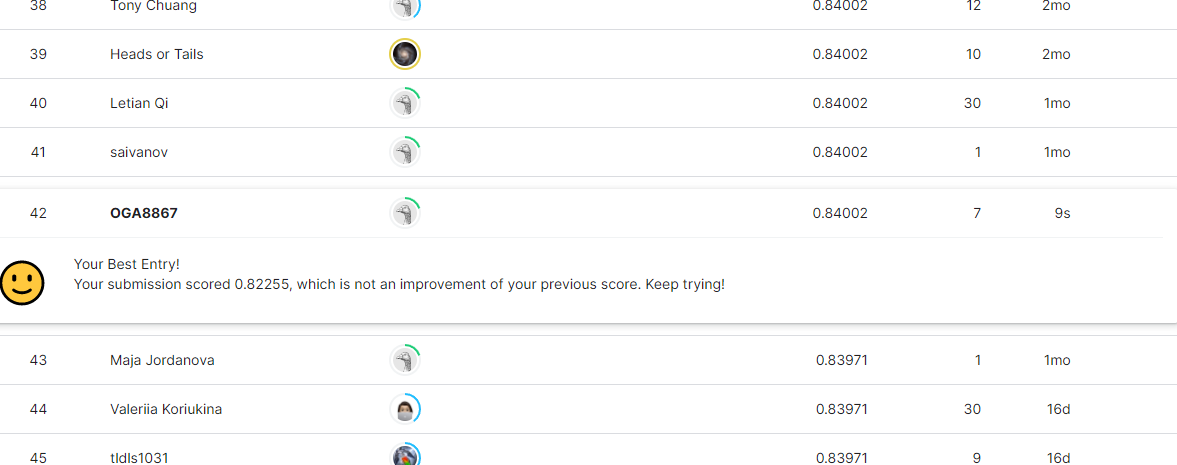 38 Tony Chuang 0.84002 12 2mo
39 Heads or Tails 0.84002 10 2mo
40 Letian Qi 0.84002 30 1mo
41 saivanov 0.84002 1 1mo
42 OGA8867 0.84002 7 9s
Your Best Entry!
Your submission scored 0.82255, which is not an improvement of your previous score. Keep trying!
43 Maja Jordanova 0.83971 1 1mo
44 Valeriia Koriukina 0.83971 30 16d
45 tldls1031 0.83971 9 16d